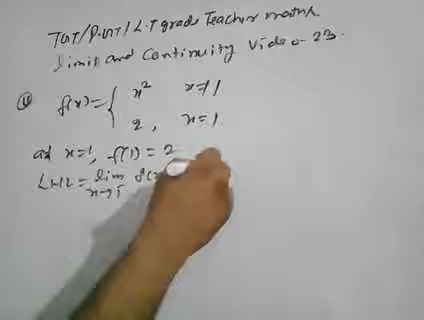 TGT/P.GT/L.T grade Teacher maths
Limit and Continuity Video - 23.
f(x) = { x² x≠1
2, x=1
at x=1, f(1) = 2
LHL = lim f(x
x→1⁻